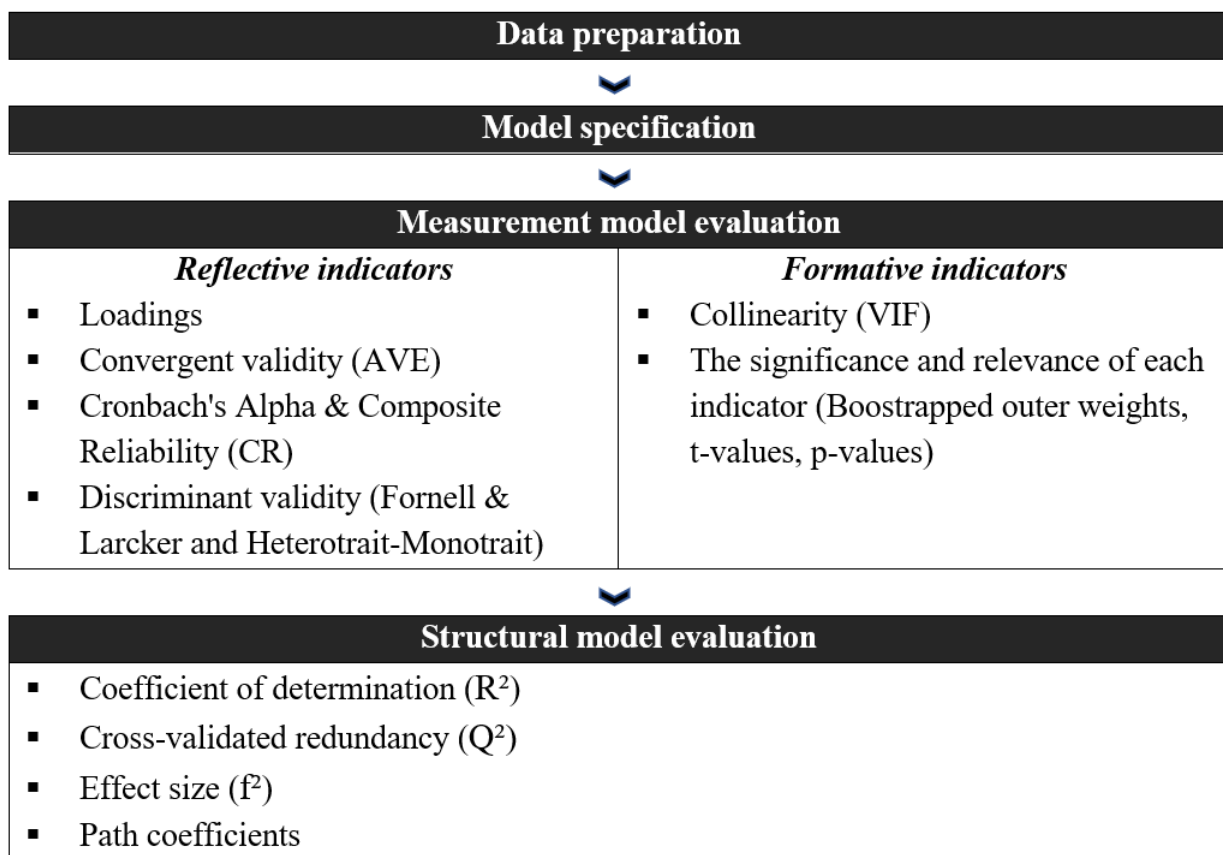 Data preparation
Model specification
Measurement model evaluation
Reflective indicators
▪ Loadings
▪ Convergent validity (AVE)
▪ Cronbach's Alpha & Composite
Reliability (CR)
▪ Discriminant validity (Fornell &
Larcker and Heterotrait-Monotrait)
Formative indicators
▪ Collinearity (VIF)
▪ The significance and relevance of each
indicator (Boostrapped outer weights,
t-values, p-values)
Structural model evaluation
▪ Coefficient of determination (R²)
▪ Cross-validated redundancy (Q²)
▪ Effect size (f²)
▪ Path coefficients